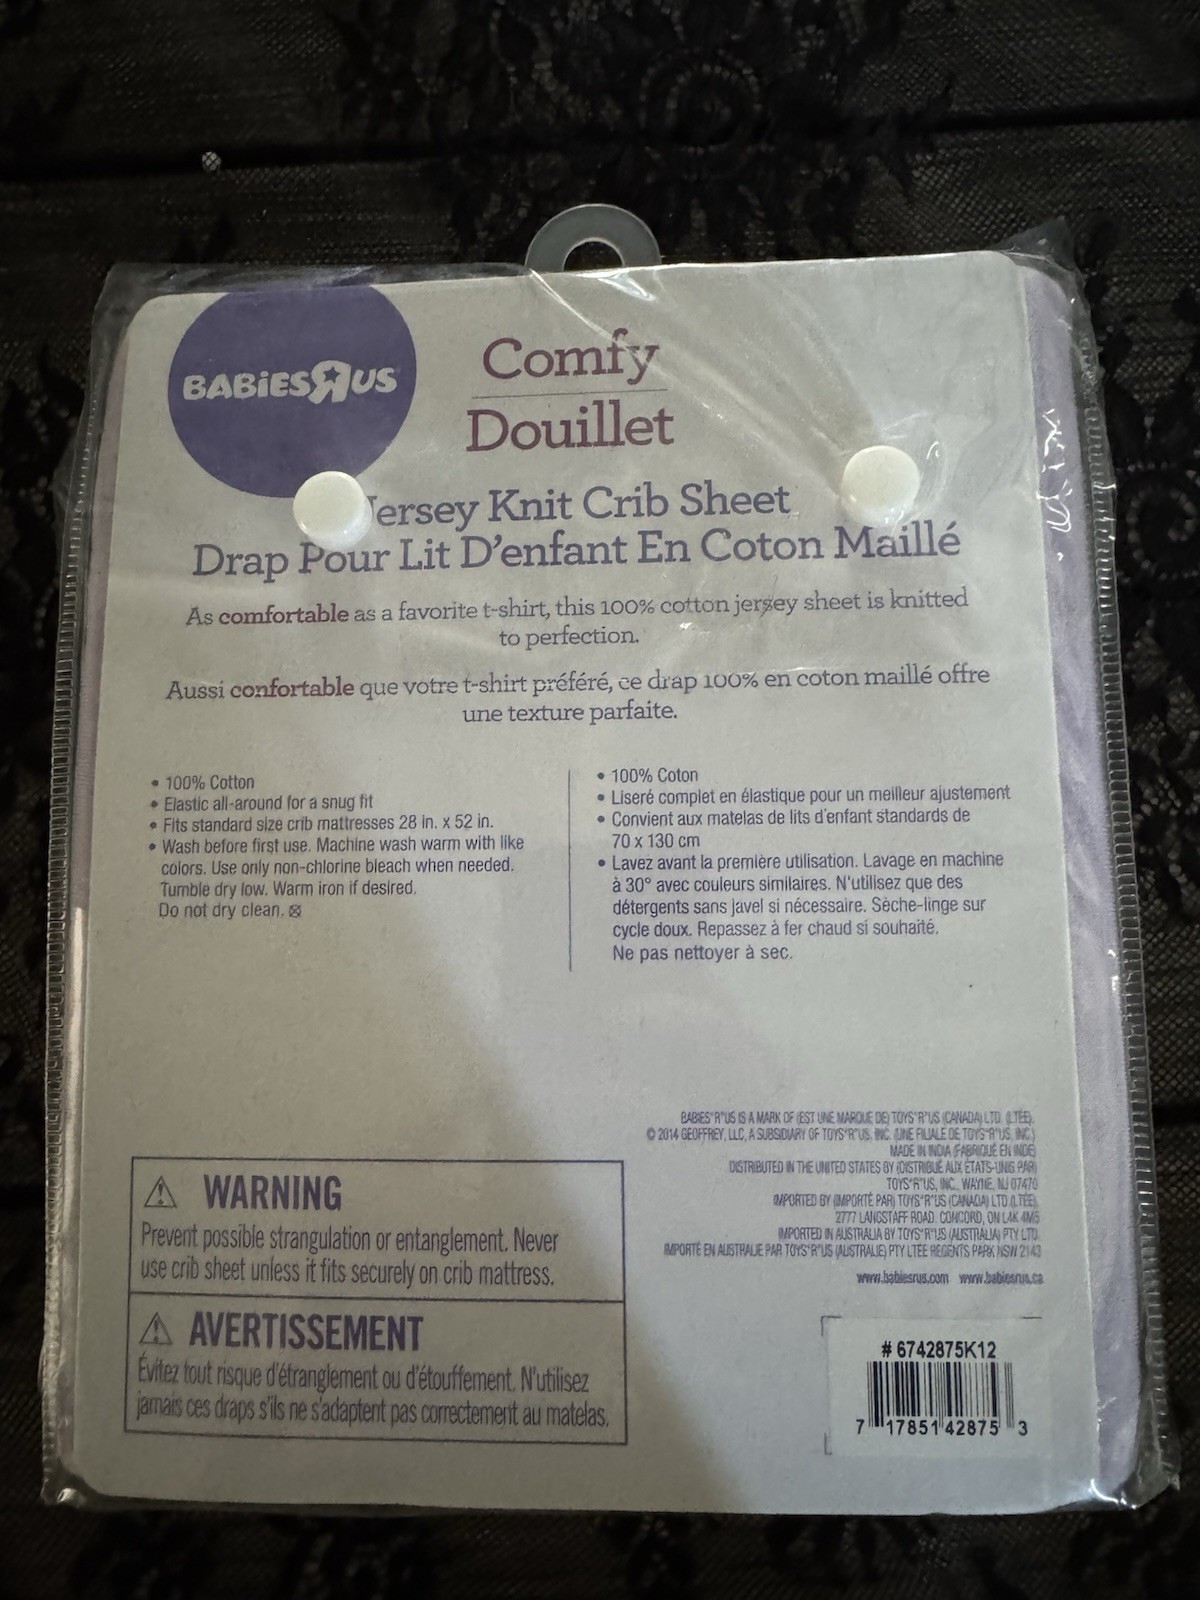 BABIESRUS
Comfy
Douillet
Jersey Knit Crib Sheet
Drap Pour Lit D'enfant En Coton Maillé
As comfortable as a favorite t-shirt, this 100% cotton jersey sheet is knitted
to perfection.
Aussi confortable que votre t-shirt préféré, ce drap 100% en coton maillé offre
une texture parfaite.
• 100% Cotton
• Elastic all-around for a snug fit
• Fits standard size crib mattresses 28 in. x 52 in.
• Wash before first use. Machine wash warm with like
colors. Use only non-chlorine bleach when needed.
Tumble dry low. Warm iron if desired.
Do not dry clean.
• 100% Coton
• Liseré complet en élastique pour un meilleur ajustement
• Convient aux matelas de lits d'enfant standards de
70 x 130 cm
• Lavez avant la première utilisation. Lavage en machine
à 30° avec couleurs similaires. N'utilisez que des
détergents sans javel si nécessaire. Sèche-linge sur
cycle doux. Repassez à fer chaud si souhaité.
Ne pas nettoyer à sec.
BABIES"R"US IS A MARK OF (EST UNE MARQUE DE) TOYS"R"US (CANADA) LTD. (LTÉE).
© 2014 GEOFFREY, LLC, A SUBSIDIARY OF TOYS"R"US, INC. (UNE FILIALE DE TOYS"R"US, INC.)
MADE IN INDIA (FABRIQUÉ EN INDE)
DISTRIBUTED IN THE UNITED STATES BY (DISTRIBUÉ AUX ÉTATS-UNIS PAR)
TOYS"R"US, INC., WAYNE, NJ 07470
IMPORTED BY (IMPORTÉ PAR) TOYS"R"US (CANADA) LTD. (LTÉE).
2777 LANGSTAFF ROAD. CONCORD, ON L4K 4M5
IMPORTED IN AUSTRALIA BY TOYS"R"US (AUSTRALIA) PTY LTD.
IMPORTÉ EN AUSTRALIE PAR TOYS"R"US (AUSTRALIE) PTY LTEE REGENTS PARK NSW 2143
www.babiesrus.com www.babiesrus.ca
WARNING
Prevent possible strangulation or entanglement. Never
use crib sheet unless it fits securely on crib mattress.
AVERTISSEMENT
Évitez tout risque d'étranglement ou d'étouffement. N'utilisez
jamais ces draps s'ils ne s'adaptent pas correctement au matelas.
# 6742875K12
7 17851 42875 3